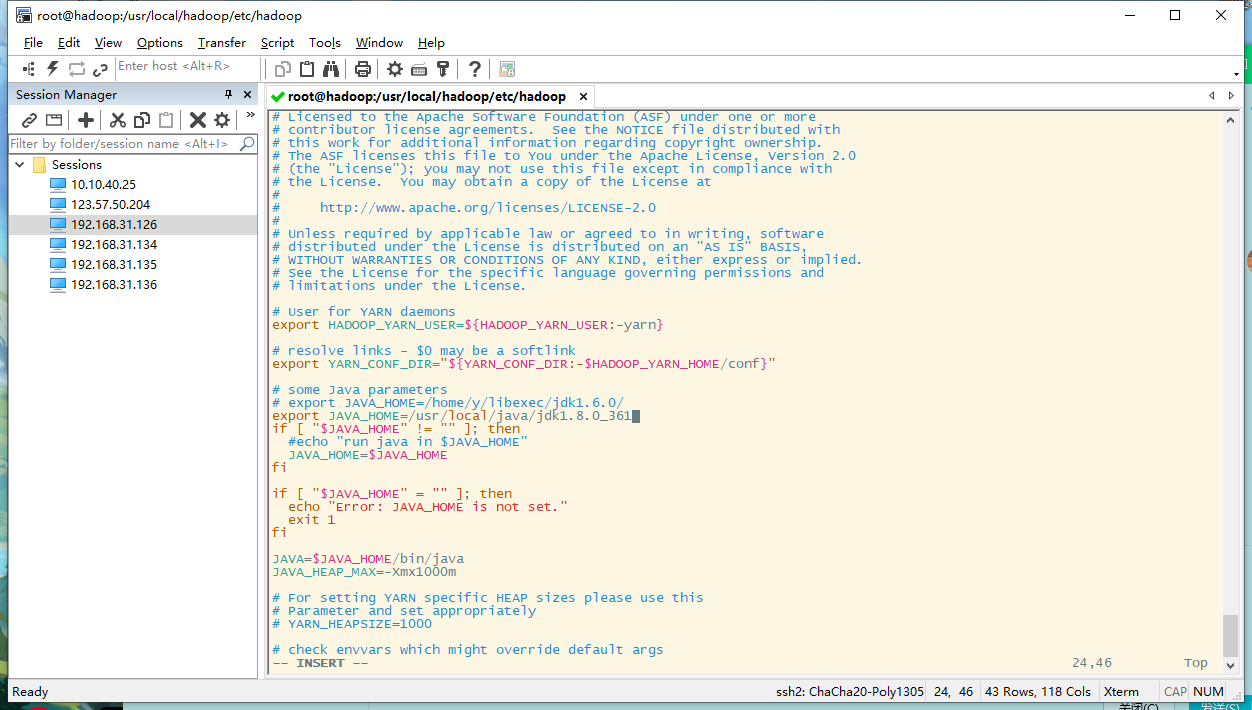 root@hadoop:/usr/local/hadoop/etc/hadoop
File Edit View Options Transfer Script Tools Window Help
Enter host <Alt+R>
Session Manager
root@hadoop:/usr/local/hadoop/etc/hadoop
Filter by folder/session name <Alt+I>
Sessions
10.10.40.25
123.57.50.204
192.168.31.126
192.168.31.134
192.168.31.135
192.168.31.136
# Licensed to the Apache Software Foundation (ASF) under one or more
# contributor license agreements.  See the NOTICE file distributed with
# this work for additional information regarding copyright ownership.
# The ASF licenses this file to You under the Apache License, Version 2.0
# (the "License"); you may not use this file except in compliance with
# the License.  You may obtain a copy of the License at
#
#     http://www.apache.org/licenses/LICENSE-2.0
#
# Unless required by applicable law or agreed to in writing, software
# distributed under the License is distributed on an "AS IS" BASIS,
# WITHOUT WARRANTIES OR CONDITIONS OF ANY KIND, either express or implied.
# See the License for the specific language governing permissions and
# limitations under the License.
# User for YARN daemons
export HADOOP_YARN_USER=${HADOOP_YARN_USER:-yarn}
# resolve links - $0 may be a softlink
export YARN_CONF_DIR="${YARN_CONF_DIR:-$HADOOP_YARN_HOME/conf}"
# some Java parameters
# export JAVA_HOME=/home/y/libexec/jdk1.6.0/
export JAVA_HOME=/usr/local/java/jdk1.8.0_361
if [ "$JAVA_HOME" != "" ]; then
  #echo "run java in $JAVA_HOME"
  JAVA_HOME=$JAVA_HOME
fi
if [ "$JAVA_HOME" = "" ]; then
  echo "Error: JAVA_HOME is not set."
  exit 1
fi
JAVA=$JAVA_HOME/bin/java
JAVA_HEAP_MAX=-Xmx1000m
# For setting YARN specific HEAP sizes please use this
# Parameter and set appropriately
# YARN_HEAPSIZE=1000
# check envvars which might override default args
-- INSERT -- 24,46 Top
Ready ssh2: ChaCha20-Poly1305 24, 46 43 Rows, 118 Cols Xterm CAP NUM
关闭(C) 发送(S)